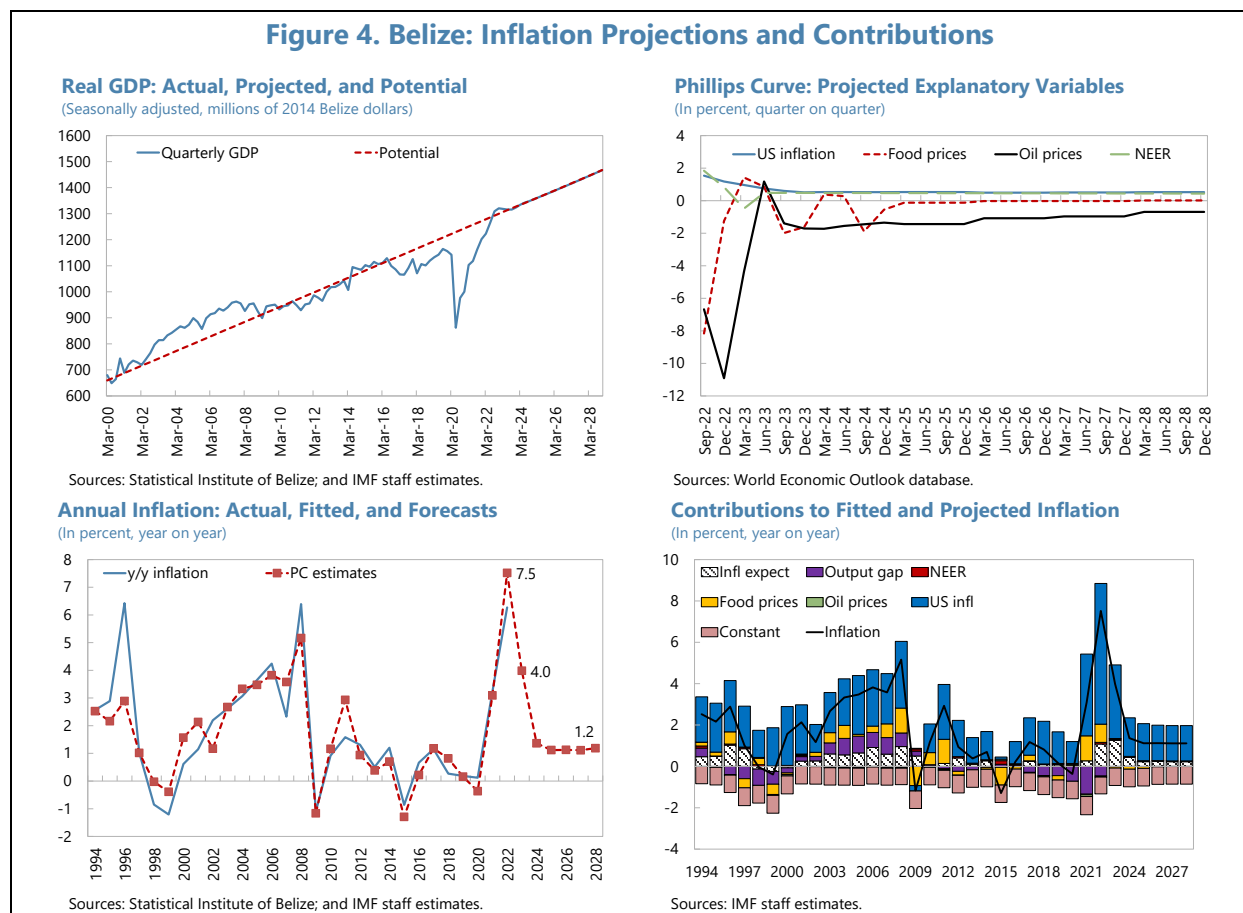 Figure 4. Belize: Inflation Projections and Contributions
Real GDP: Actual, Projected, and Potential
(Seasonally adjusted, millions of 2014 Belize dollars)
1600
1500
1400
1300
1200
1100
1000
900
800
700
600
Quarterly GDP
Potential
Mar-00
Mar-02
Mar-04
Mar-06
Mar-08
Mar-10
Mar-12
Mar-14
Mar-16
Mar-18
Mar-20
Mar-22
Mar-24
Mar-26
Mar-28
Sources: Statistical Institute of Belize; and IMF staff estimates.
Phillips Curve: Projected Explanatory Variables
(In percent, quarter on quarter)
4
2
0
-2
-4
-6
-8
-10
-12
US inflation
Food prices
Oil prices
NEER
Sep-22
Dec-22
Mar-23
Jun-23
Sep-23
Dec-23
Mar-24
Jun-24
Sep-24
Dec-24
Mar-25
Jun-25
Sep-25
Dec-25
Mar-26
Jun-26
Sep-26
Dec-26
Mar-27
Jun-27
Sep-27
Dec-27
Mar-28
Jun-28
Sep-28
Dec-28
Sources: World Economic Outlook database.
Annual Inflation: Actual, Fitted, and Forecasts
(In percent, year on year)
8
7
6
5
4
3
2
1
0
-1
-2
y/y inflation
PC estimates
7.5
4.0
1.2
1994
1996
1998
2000
2002
2004
2006
2008
2010
2012
2014
2016
2018
2020
2022
2024
2026
2028
Sources: Statistical Institute of Belize; and IMF staff estimates.
Contributions to Fitted and Projected Inflation
(In percent, year on year)
10
8
6
4
2
0
-2
-4
Infl expect
Output gap
NEER
Food prices
Oil prices
US infl
Constant
Inflation
1994
1997
2000
2003
2006
2009
2012
2015
2018
2021
2024
2027
Sources: IMF staff estimates.